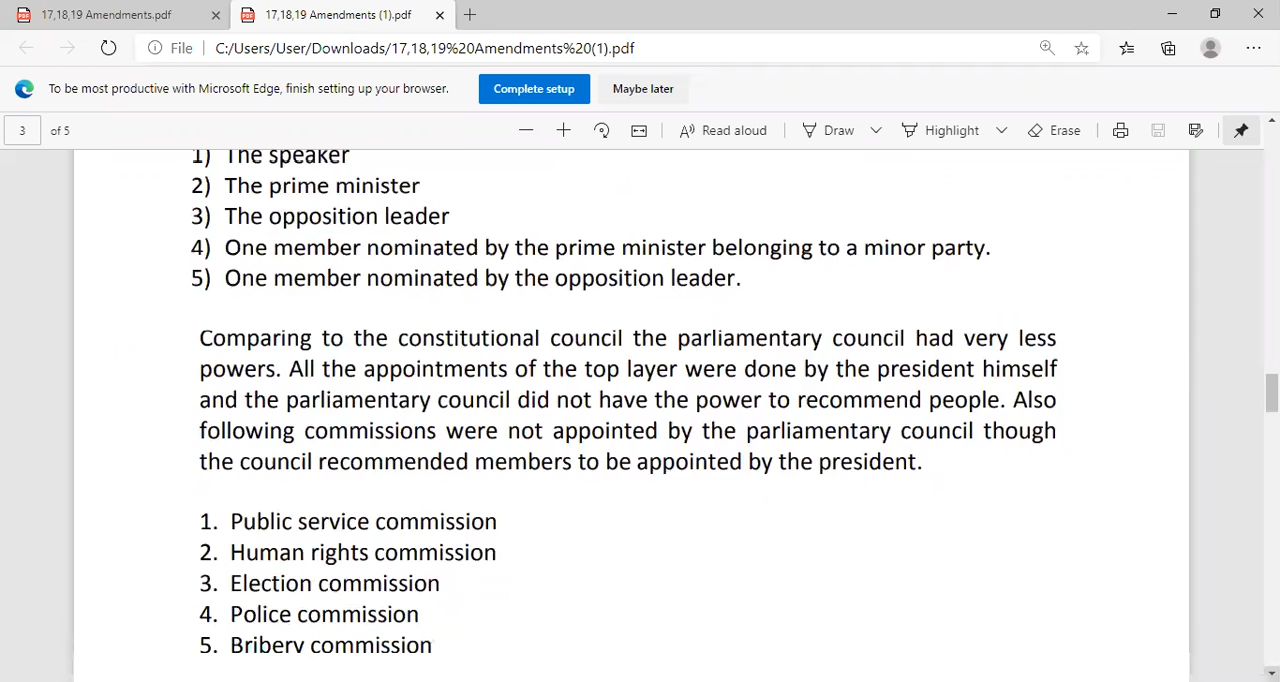 17,18,19 Amendments.pdf
17,18,19 Amendments (1).pdf
File
C:/Users/User/Downloads/17,18,19%20Amendments%20(1).pdf
To be most productive with Microsoft Edge, finish setting up your browser.
Complete setup
Maybe later
3 of 5
Read aloud
Draw
Highlight
Erase
1) The speaker
2) The prime minister
3) The opposition leader
4) One member nominated by the prime minister belonging to a minor party.
5) One member nominated by the opposition leader.
Comparing to the constitutional council the parliamentary council had very less
powers. All the appointments of the top layer were done by the president himself
and the parliamentary council did not have the power to recommend people. Also
following commissions were not appointed by the parliamentary council though
the council recommended members to be appointed by the president.
1. Public service commission
2. Human rights commission
3. Election commission
4. Police commission
5. Bribery commission